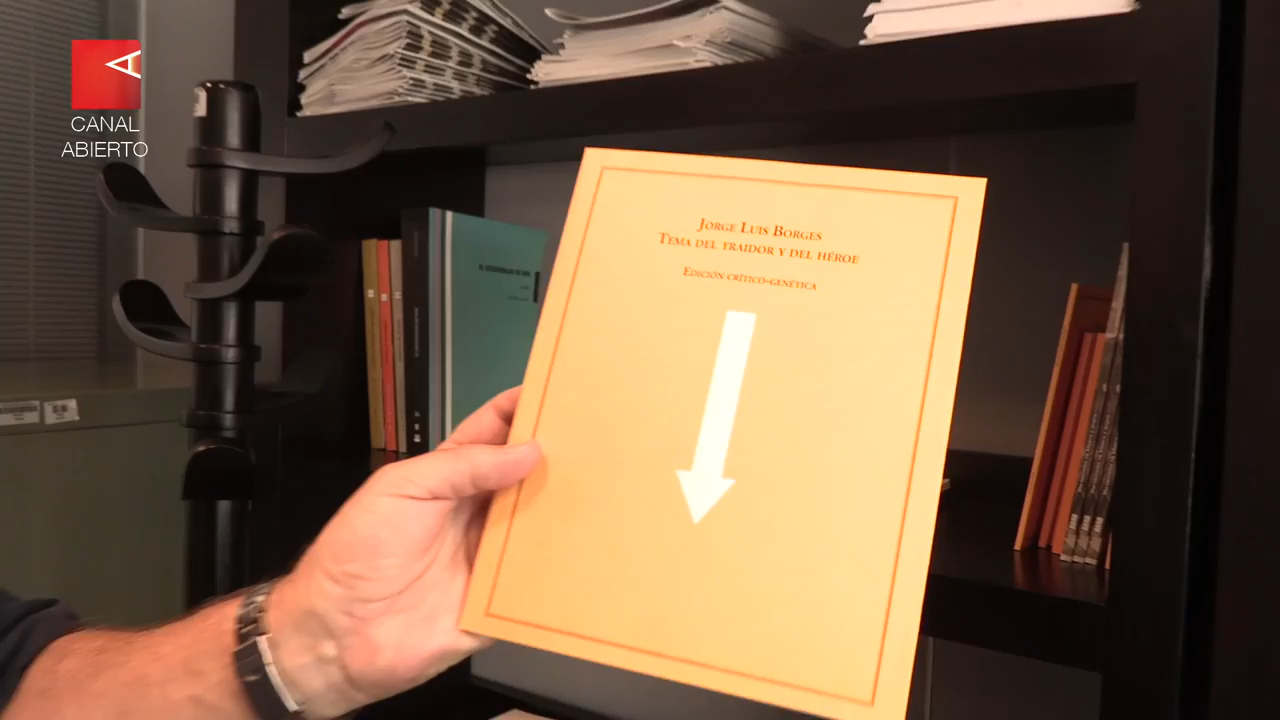 CANAL
ABIERTO
Jorge Luis Borges
Tema del traidor y del héroe
Edición crítico-genética